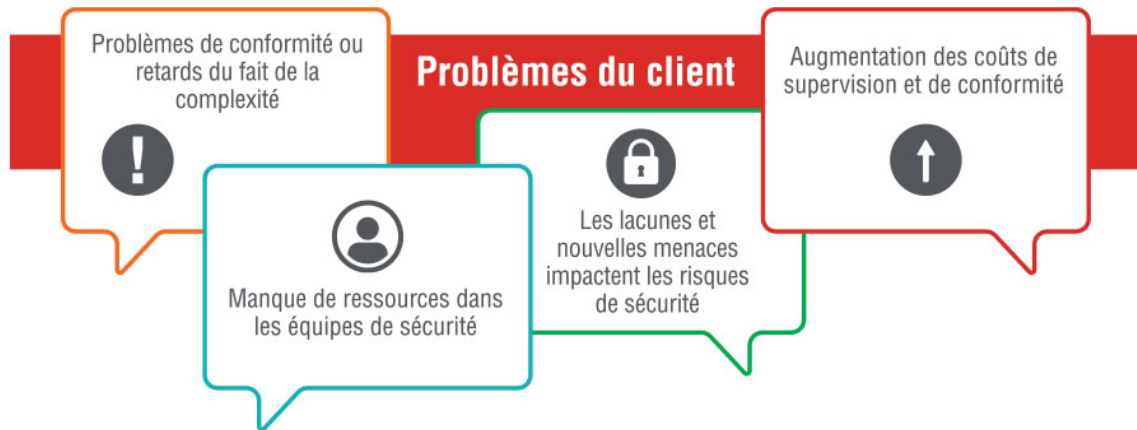 Problèmes du client
Problèmes de conformité ou
retards du fait de la
complexité
Manque de ressources dans
les équipes de sécurité
Les lacunes et
nouvelles menaces
impactent les risques
de sécurité
Augmentation des coûts de
supervision et de conformité